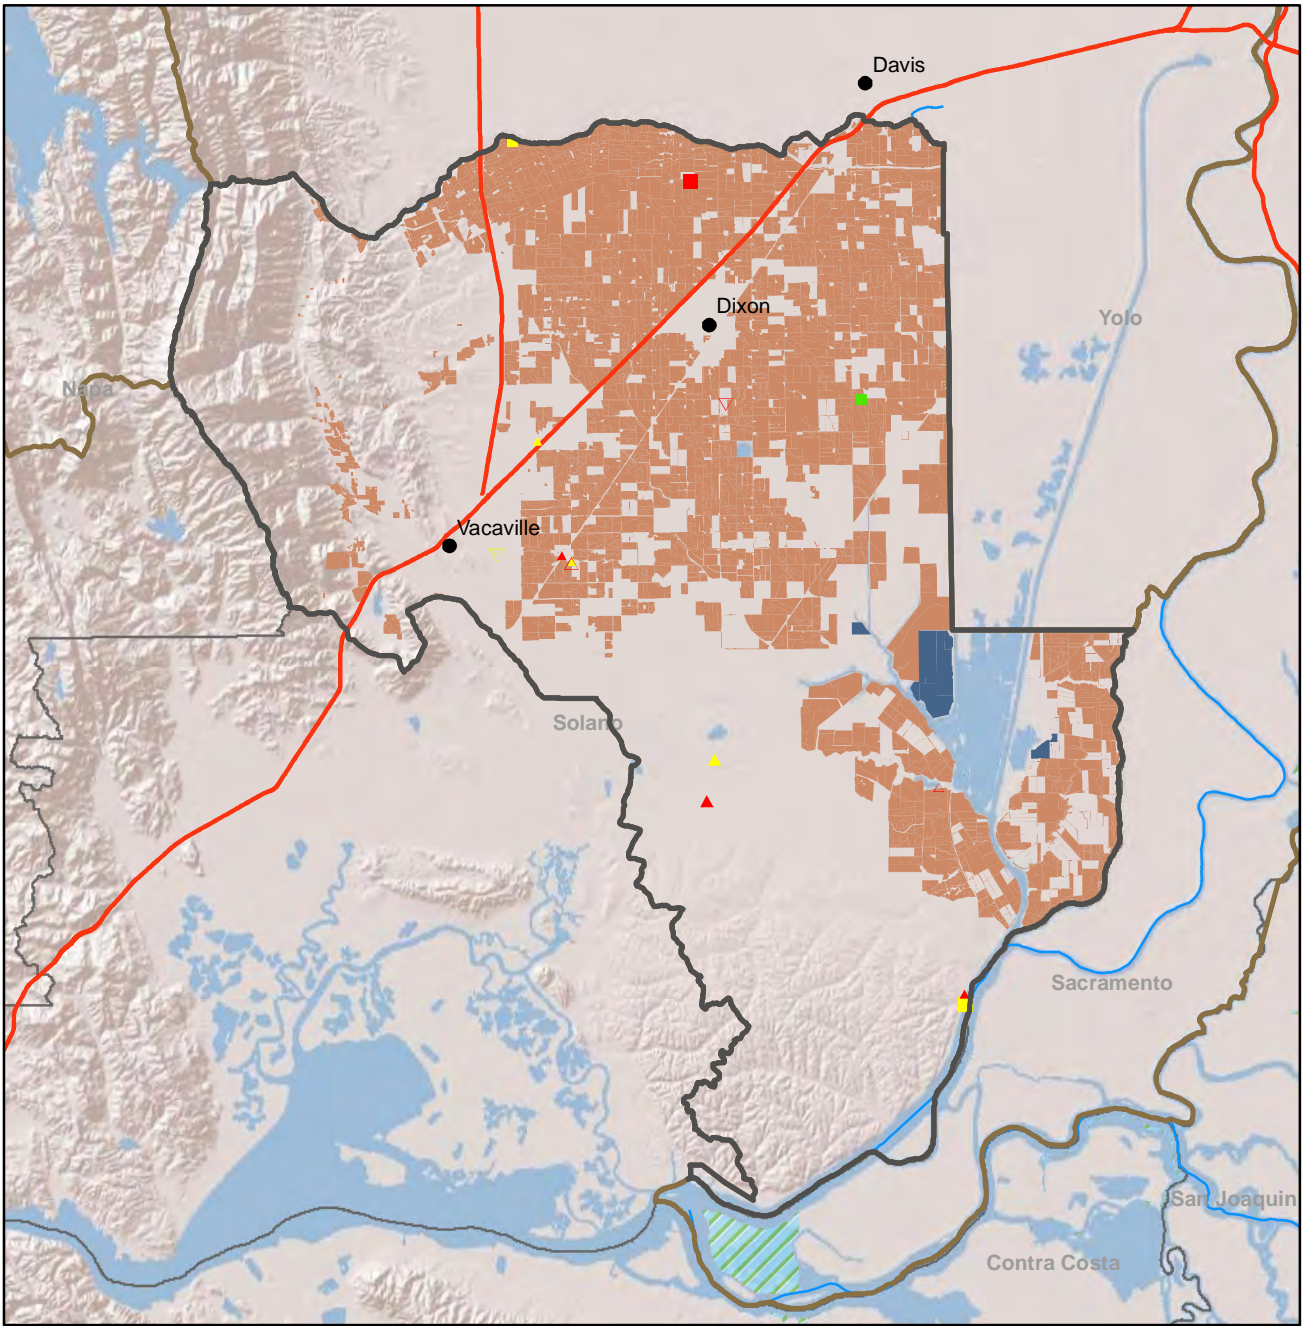 Davis
Dixon
Yolo
Napa
Vacaville
Solano
Sacramento
San Joaquin
Contra Costa